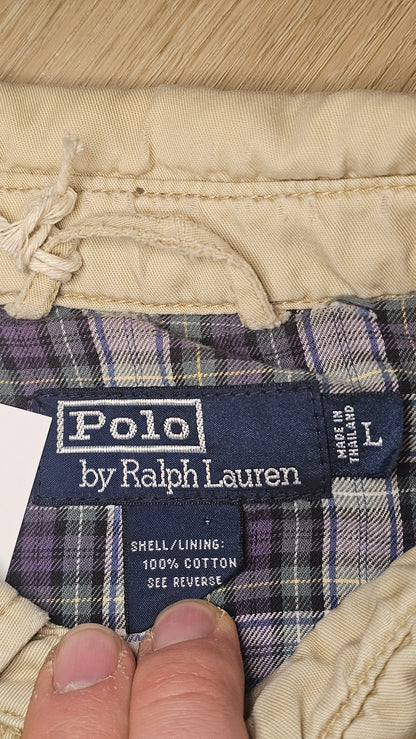 Polo
by Ralph Lauren
MADE IN
THAILAND
L
SHELL/LINING:
100% COTTON
SEE REVERSE